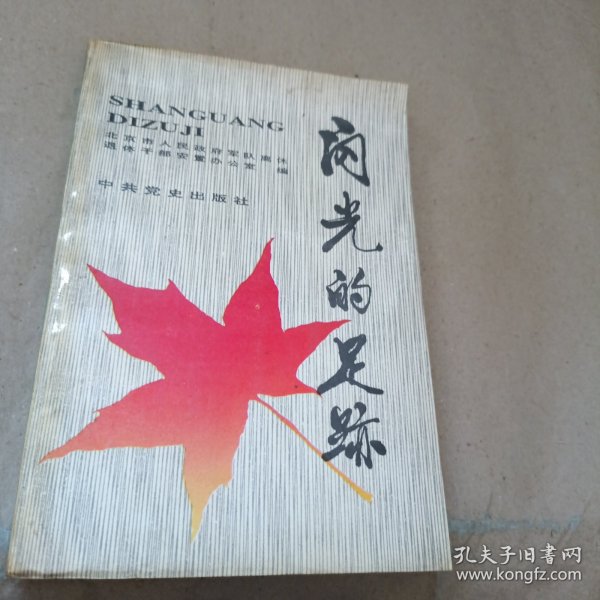 SHANGUANG
DIZUJI
北京市人民政府军队离休
退休干部安置办公室 编
中共党史出版社
闪光的足跡
孔夫子旧書网
www.kongfz.com